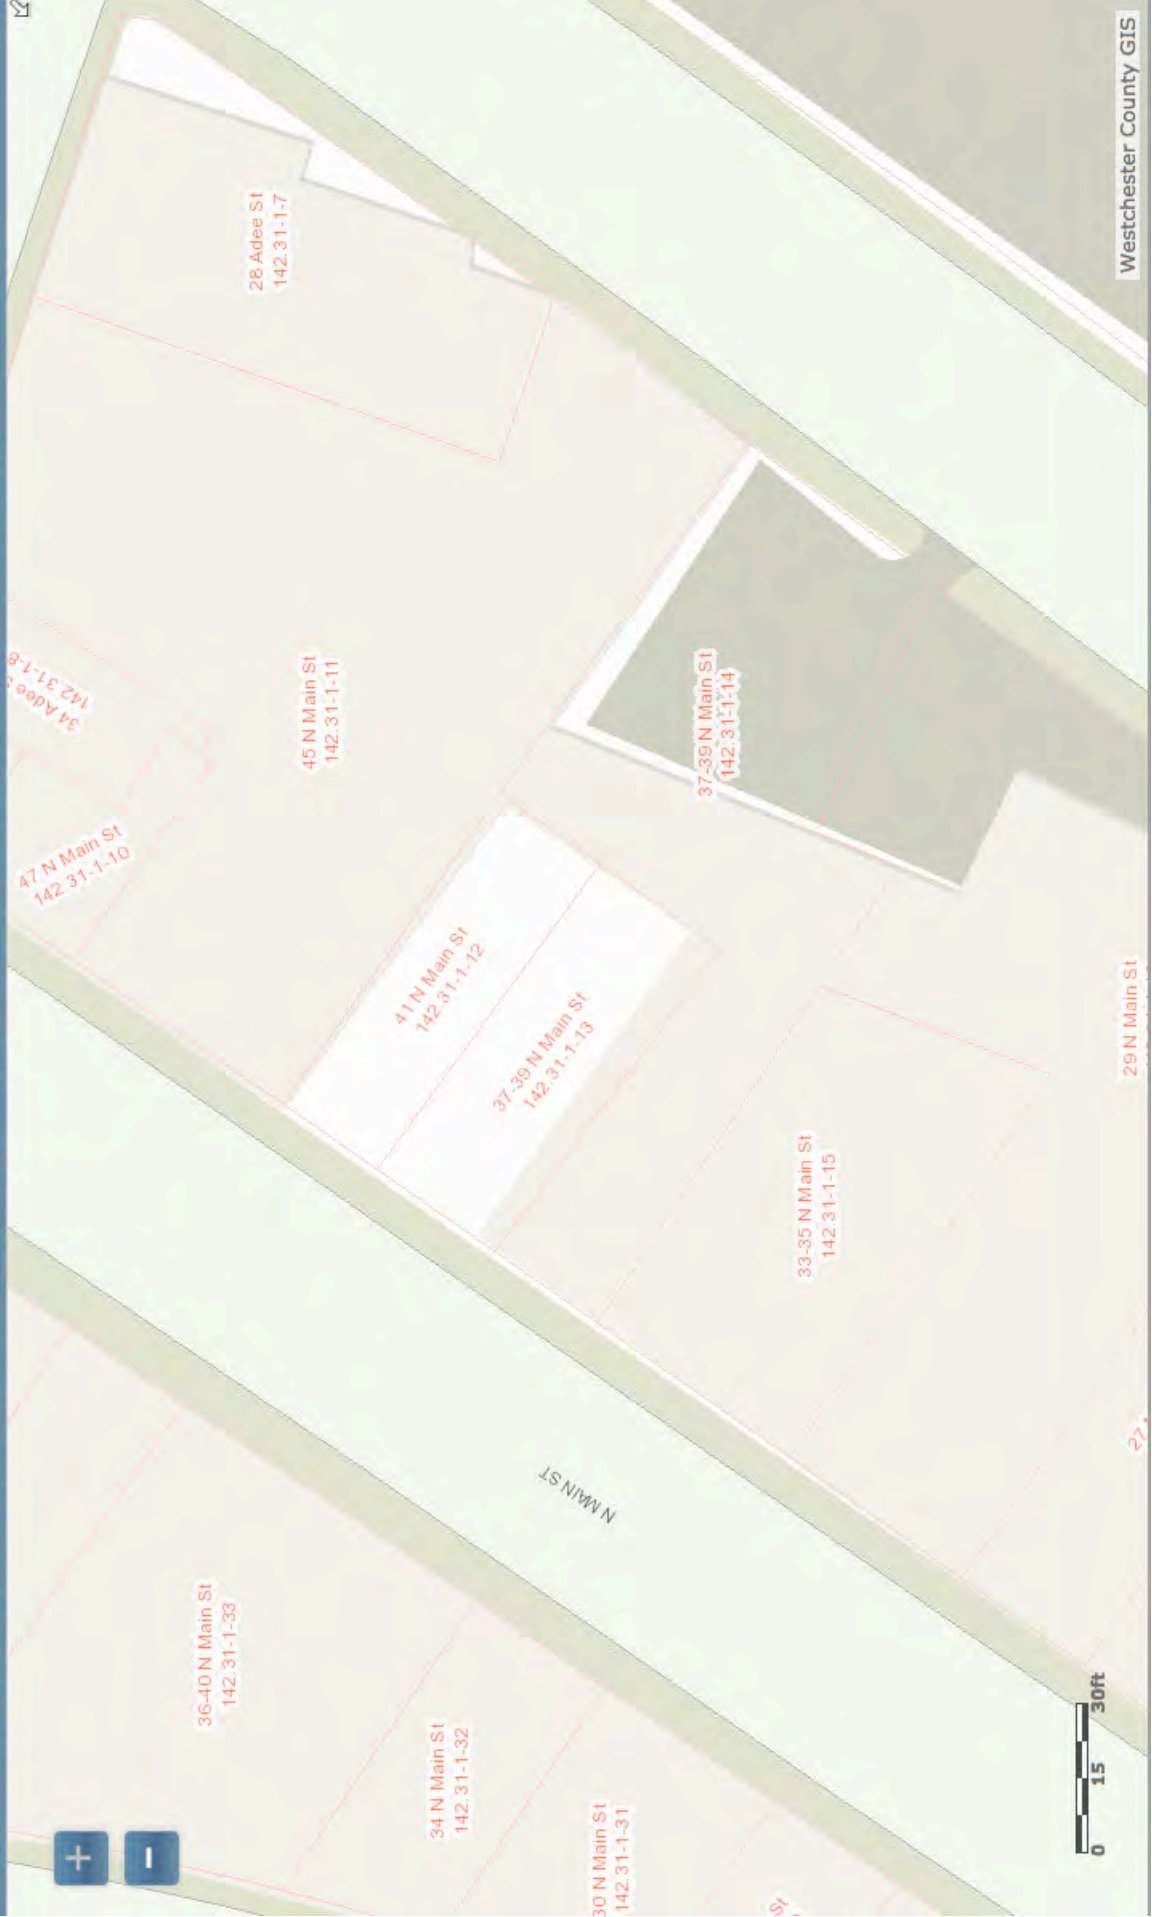 Westchester County GIS
28 Adee St
142.31-1-7
34 Adee
142.31-1-8
45 N Main St
142.31-1-11
37-39 N Main St
142.31-1-14
47 N Main St
142.31-1-10
41 N Main St
142.31-1-12
37-39 N Main St
142.31-1-13
29 N Main St
33-35 N Main St
142.31-1-15
27
N MAIN ST
36-40 N Main St
142.31-1-33
34 N Main St
142.31-1-32
30 N Main St
142.31-1-31
St
+
-
0 15 30ft